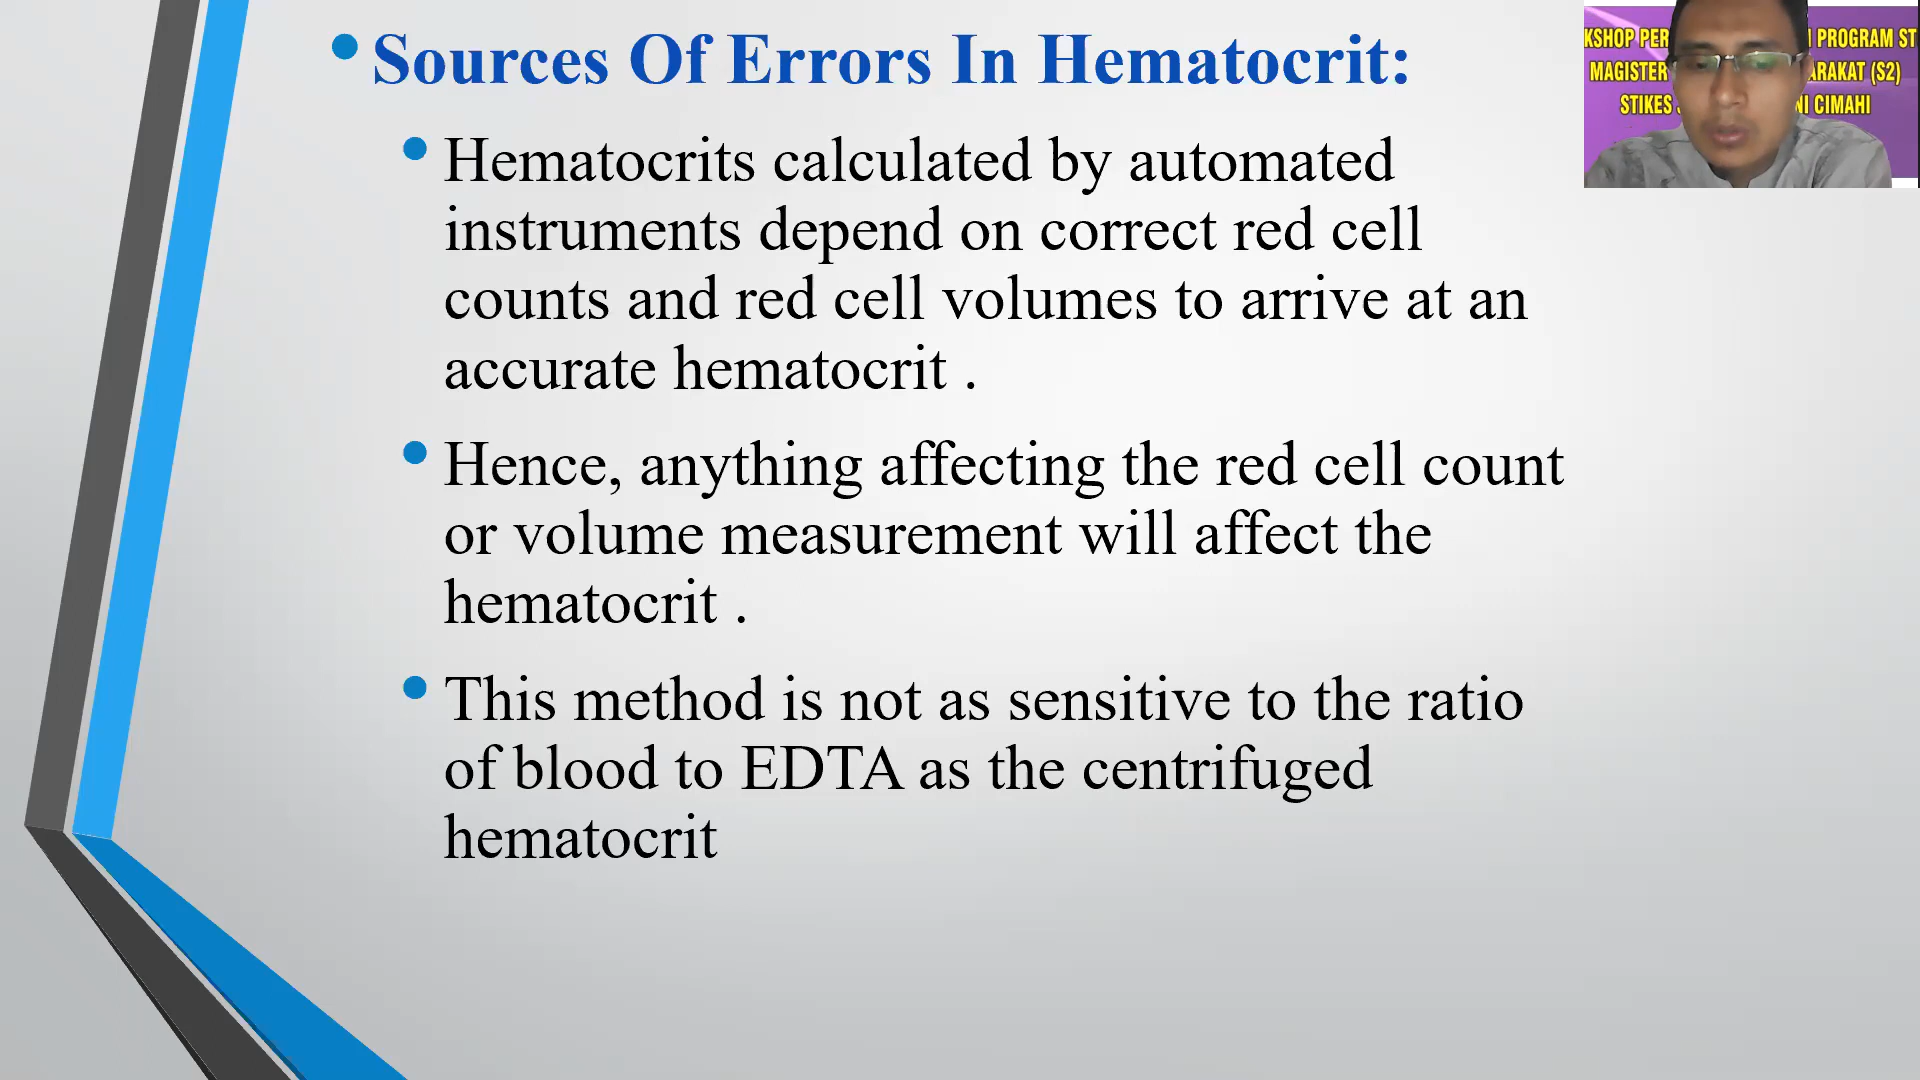 Sources Of Errors In Hematocrit:
Hematocrits calculated by automated
instruments depend on correct red cell
counts and red cell volumes to arrive at an
accurate hematocrit .
Hence, anything affecting the red cell count
or volume measurement will affect the
hematocrit .
This method is not as sensitive to the ratio
of blood to EDTA as the centrifuged
hematocrit
PROGRAM ST
MAGISTER (S2)
STIKES CIMAHI